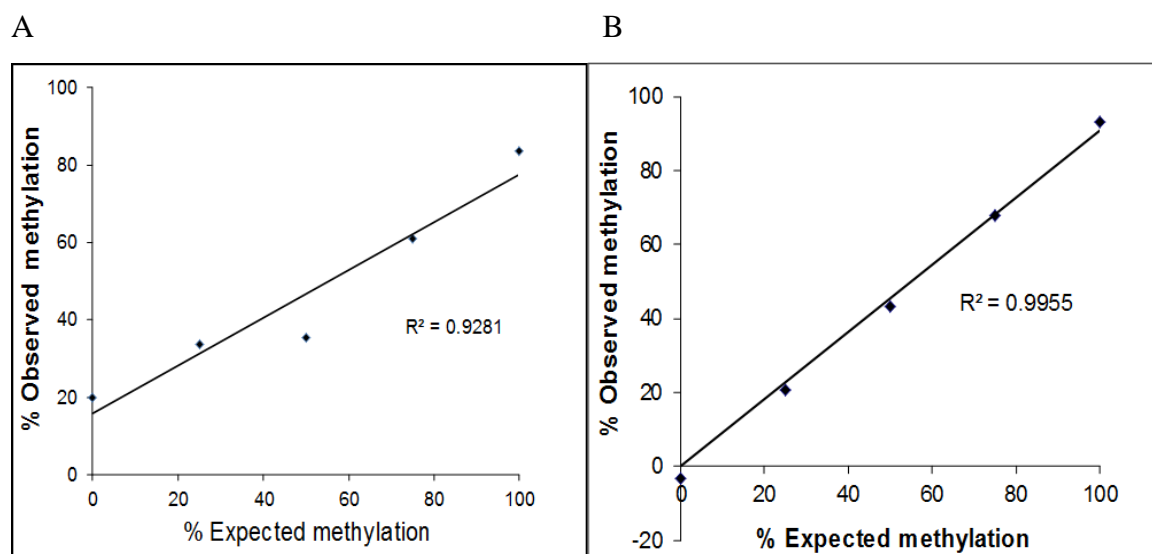 A
B
% Observed methylation
100
80
60
40
20
0
R² = 0.9281
0 20 40 60 80 100
% Expected methylation
% Observed methylation
100
80
60
40
20
0
-20
R² = 0.9955
0 20 40 60 80 100
% Expected methylation